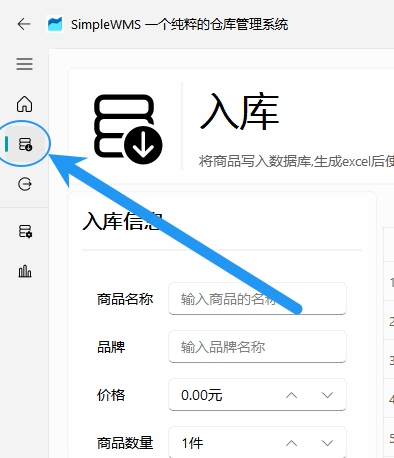 SimpleWMS 一个纯粹的仓库管理系统
入库
将商品写入数据库,生成excel后便
入库信息
商品名称 输入商品的名称
品牌 输入品牌名称
价格 0.00元
商品数量 1件
1
2
3
4
5